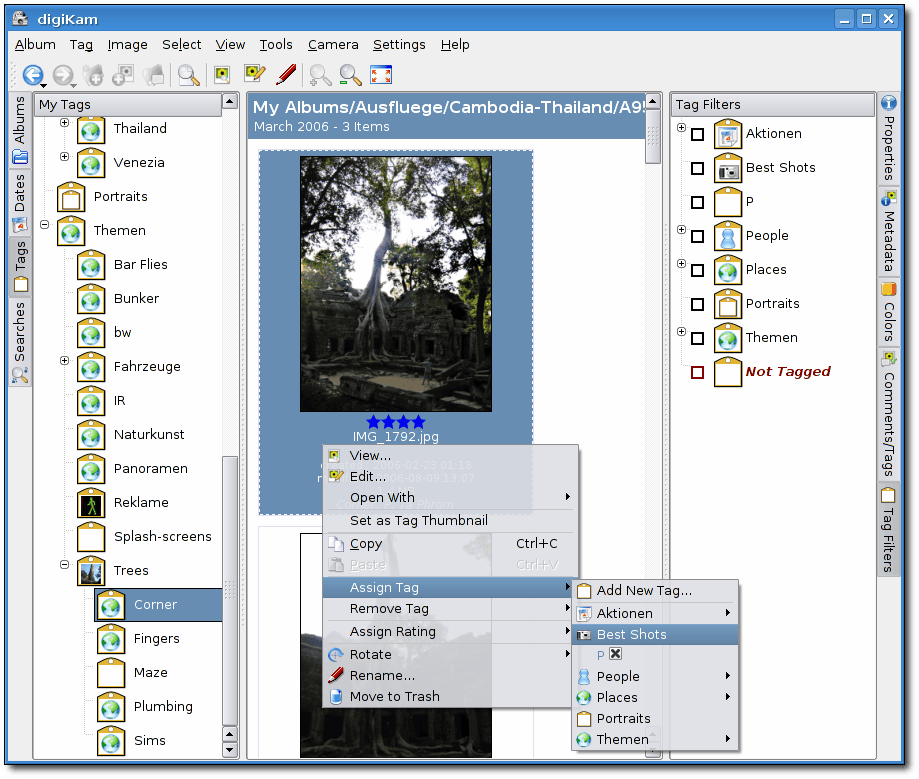 digiKam
Album Tag Image Select View Tools Camera Settings Help
Albums
Dates
Tags
Searches
My Tags
Thailand
Venezia
Portraits
Themen
Bar Flies
Bunker
bw
Fahrzeuge
IR
Naturkunst
Panoramen
Reklame
Splash-screens
Trees
Corner
Fingers
Maze
Plumbing
Sims
My Albums/Ausfluege/Cambodia-Thailand/A95
March 2006 - 3 Items
IMG_1792.jpg
View...
Edit...
Open With
Set as Tag Thumbnail
Copy Ctrl+C
Paste Ctrl+V
Assign Tag
Remove Tag
Assign Rating
Rotate
Rename...
Move to Trash
Add New Tag...
Aktionen
Best Shots
P
People
Places
Portraits
Themen
Tag Filters
Aktionen
Best Shots
P
People
Places
Portraits
Themen
Not Tagged
Properties
Metadata
Colors
Comments/Tags
Tag Filters